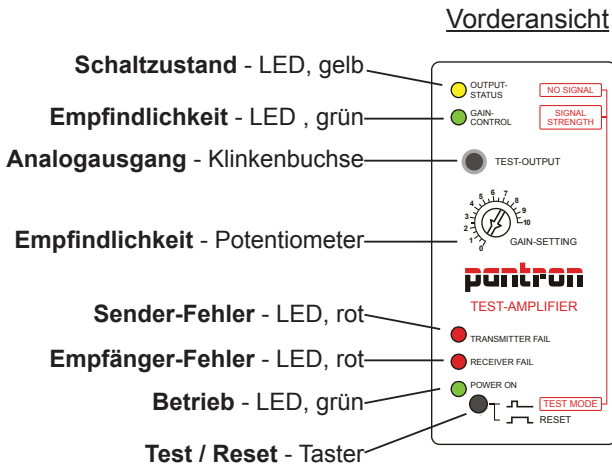 Vorderansicht
Schaltzustand - LED, gelb
OUTPUT-
STATUS
NO SIGNAL
Empfindlichkeit - LED , grün
GAIN-
CONTROL
SIGNAL
STRENGTH
Analogausgang - Klinkenbuchse
TEST-OUTPUT
0 1 2 3 4 5 6 7 8 9 10
Empfindlichkeit - Potentiometer
GAIN-SETTING
pantron
TEST-AMPLIFIER
Sender-Fehler - LED, rot
TRANSMITTER FAIL
Empfänger-Fehler - LED, rot
RECEIVER FAIL
Betrieb - LED, grün
POWER ON
TEST MODE
RESET
Test / Reset - Taster